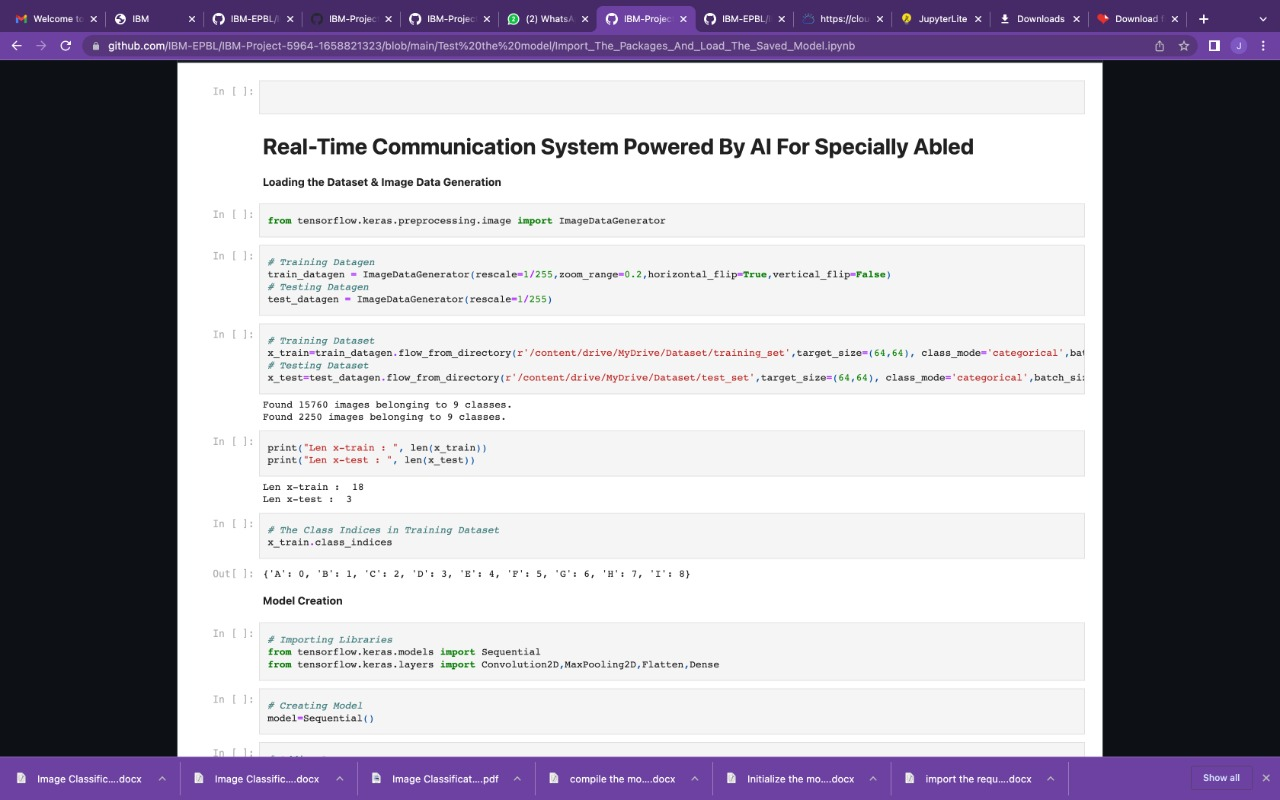 Welcome to
IBM
IBM-EPBL/
IBM-Projec
IBM-Projec
(2) WhatsA
IBM-Projec
IBM-EPBL/
https://clou
JupyterLite
Downloads
Download
github.com/IBM-EPBL/IBM-Project-5964-1658821323/blob/main/Test%20the%20model/Import_The_Packages_And_Load_The_Saved_Model.ipynb
J
In [ ]:
Real-Time Communication System Powered By AI For Specially Abled
Loading the Dataset & Image Data Generation
In [ ]:
from tensorflow.keras.preprocessing.image import ImageDataGenerator
In [ ]:
# Training Datagen
train_datagen = ImageDataGenerator(rescale=1/255,zoom_range=0.2,horizontal_flip=True,vertical_flip=False)
# Testing Datagen
test_datagen = ImageDataGenerator(rescale=1/255)
In [ ]:
# Training Dataset
x_train=train_datagen.flow_from_directory(r'/content/drive/MyDrive/Dataset/training_set',target_size=(64,64), class_mode='categorical',bat
# Testing Dataset
x_test=test_datagen.flow_from_directory(r'/content/drive/MyDrive/Dataset/test_set',target_size=(64,64), class_mode='categorical',batch_si
Found 15760 images belonging to 9 classes.
Found 2250 images belonging to 9 classes.
In [ ]:
print("Len x-train : ", len(x_train))
print("Len x-test : ", len(x_test))
Len x-train :  18
Len x-test :  3
In [ ]:
# The Class Indices in Training Dataset
x_train.class_indices
Out[ ]:
{'A': 0, 'B': 1, 'C': 2, 'D': 3, 'E': 4, 'F': 5, 'G': 6, 'H': 7, 'I': 8}
Model Creation
In [ ]:
# Importing Libraries
from tensorflow.keras.models import Sequential
from tensorflow.keras.layers import Convolution2D,MaxPooling2D,Flatten,Dense
In [ ]:
# Creating Model
model=Sequential()
In [ ]:
Image Classific....docx
Image Classific....docx
Image Classificat....pdf
compile the mo....docx
Initialize the mo....docx
import the requ....docx
Show all